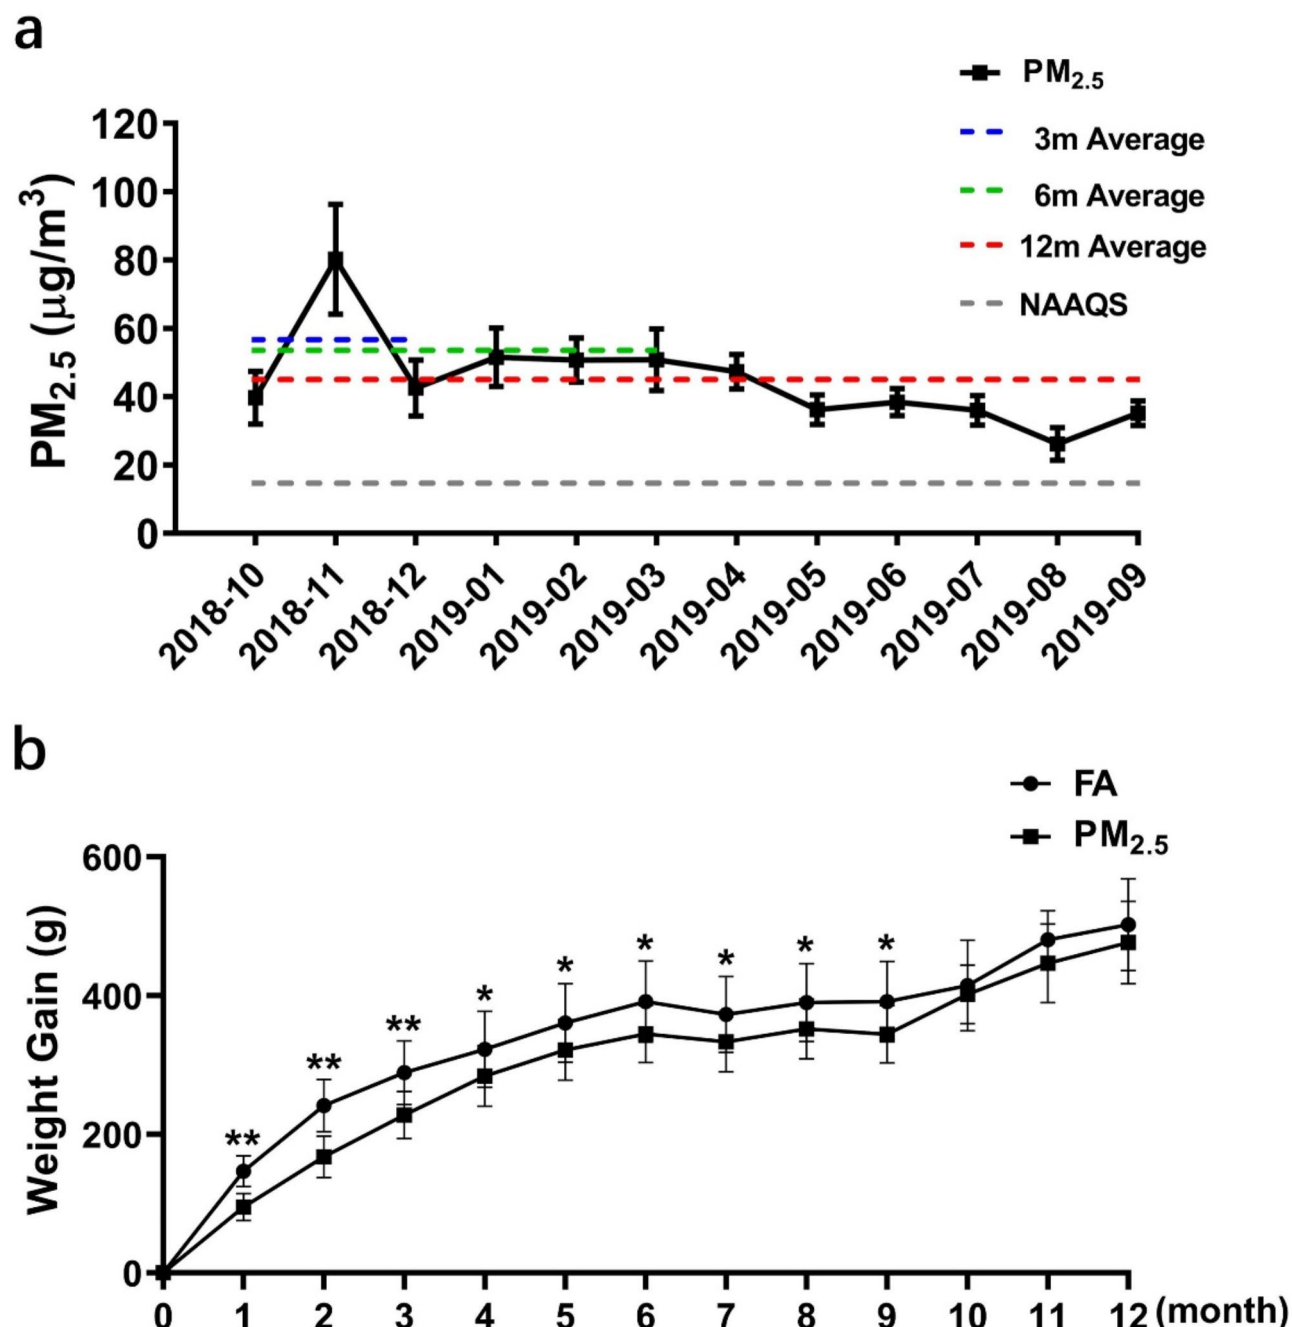 a
PM2.5
3m Average
6m Average
12m Average
NAAQS
PM2.5 (μg/m3)
120
100
80
60
40
20
0
2018-10
2018-11
2018-12
2019-01
2019-02
2019-03
2019-04
2019-05
2019-06
2019-07
2019-08
2019-09
b
FA
PM2.5
Weight Gain (g)
600
400
200
0
**
**
**
*
*
*
*
*
*
0 1 2 3 4 5 6 7 8 9 10 11 12 (month)